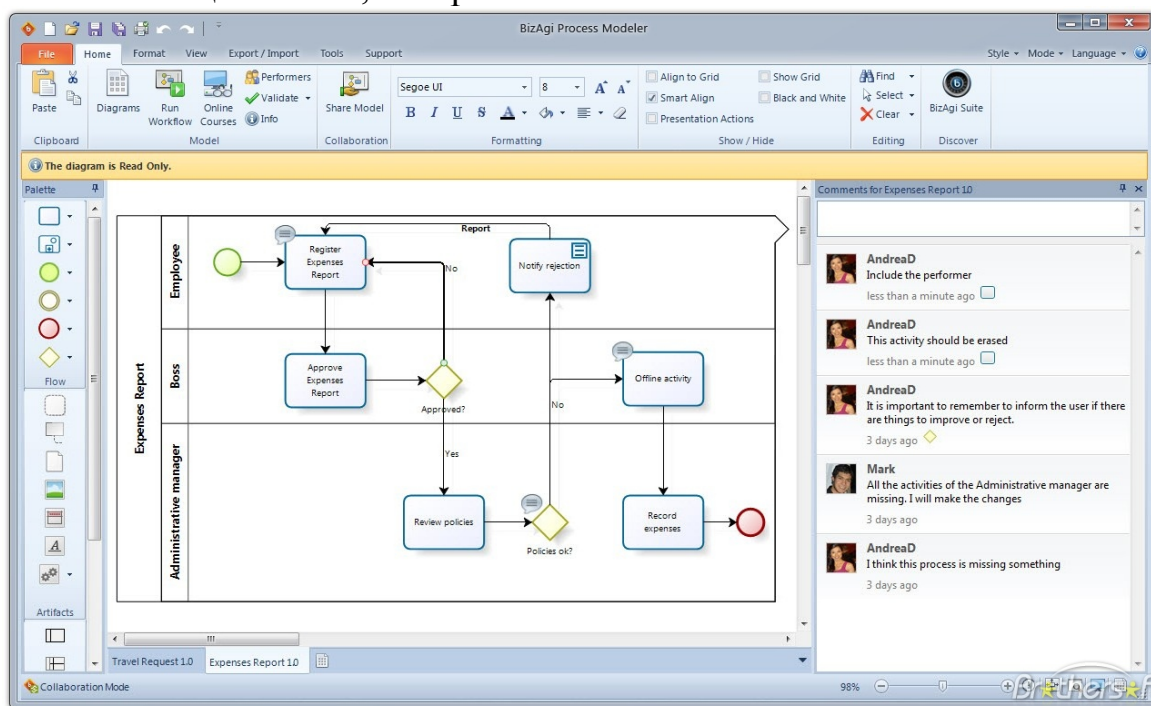 BizAgi Process Modeler
File Home Format View Export / Import Tools Support Style Mode Language
Paste
Clipboard
Diagrams
Run Workflow
Online Courses
Performers
Validate
Info
Model
Share Model
Collaboration
Segoe UI 8
B I U S A
Formatting
Align to Grid
Smart Align
Presentation Actions
Show Grid
Black and White
Show / Hide
Find
Select
Clear
Editing
BizAgi Suite
Discover
The diagram is Read Only.
Palette
Flow
A
Artifacts
Expenses Report
Employee
Register
Expenses
Report
Report
No
Notify rejection
Boss
Approve
Expenses
Report
Approved?
No
Offline activity
Administrative manager
Yes
Review policies
Policies ok?
Record
expenses
Comments for Expenses Report 1.0
AndreaD
Include the performer
less than a minute ago
AndreaD
This activity should be erased
less than a minute ago
AndreaD
It is important to remember to inform the user if there
are things to improve or reject.
3 days ago
Mark
All the activities of the Administrative manager are
missing. I will make the changes
3 days ago
AndreaD
I think this process is missing something
3 days ago
Travel Request 1.0 Expenses Report 1.0
Collaboration Mode 98%